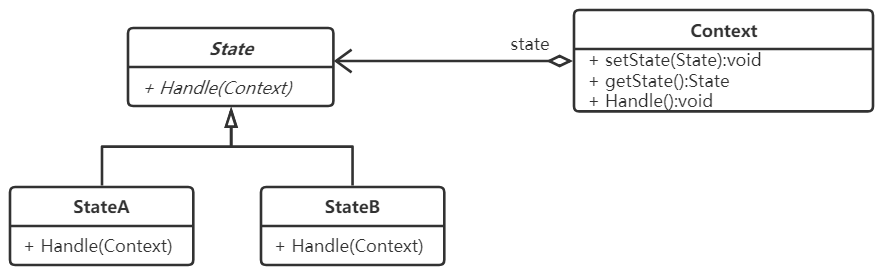 State
+ Handle(Context)
state
Context
+ setState(State):void
+ getState():State
+ Handle():void
StateA
+ Handle(Context)
StateB
+ Handle(Context)